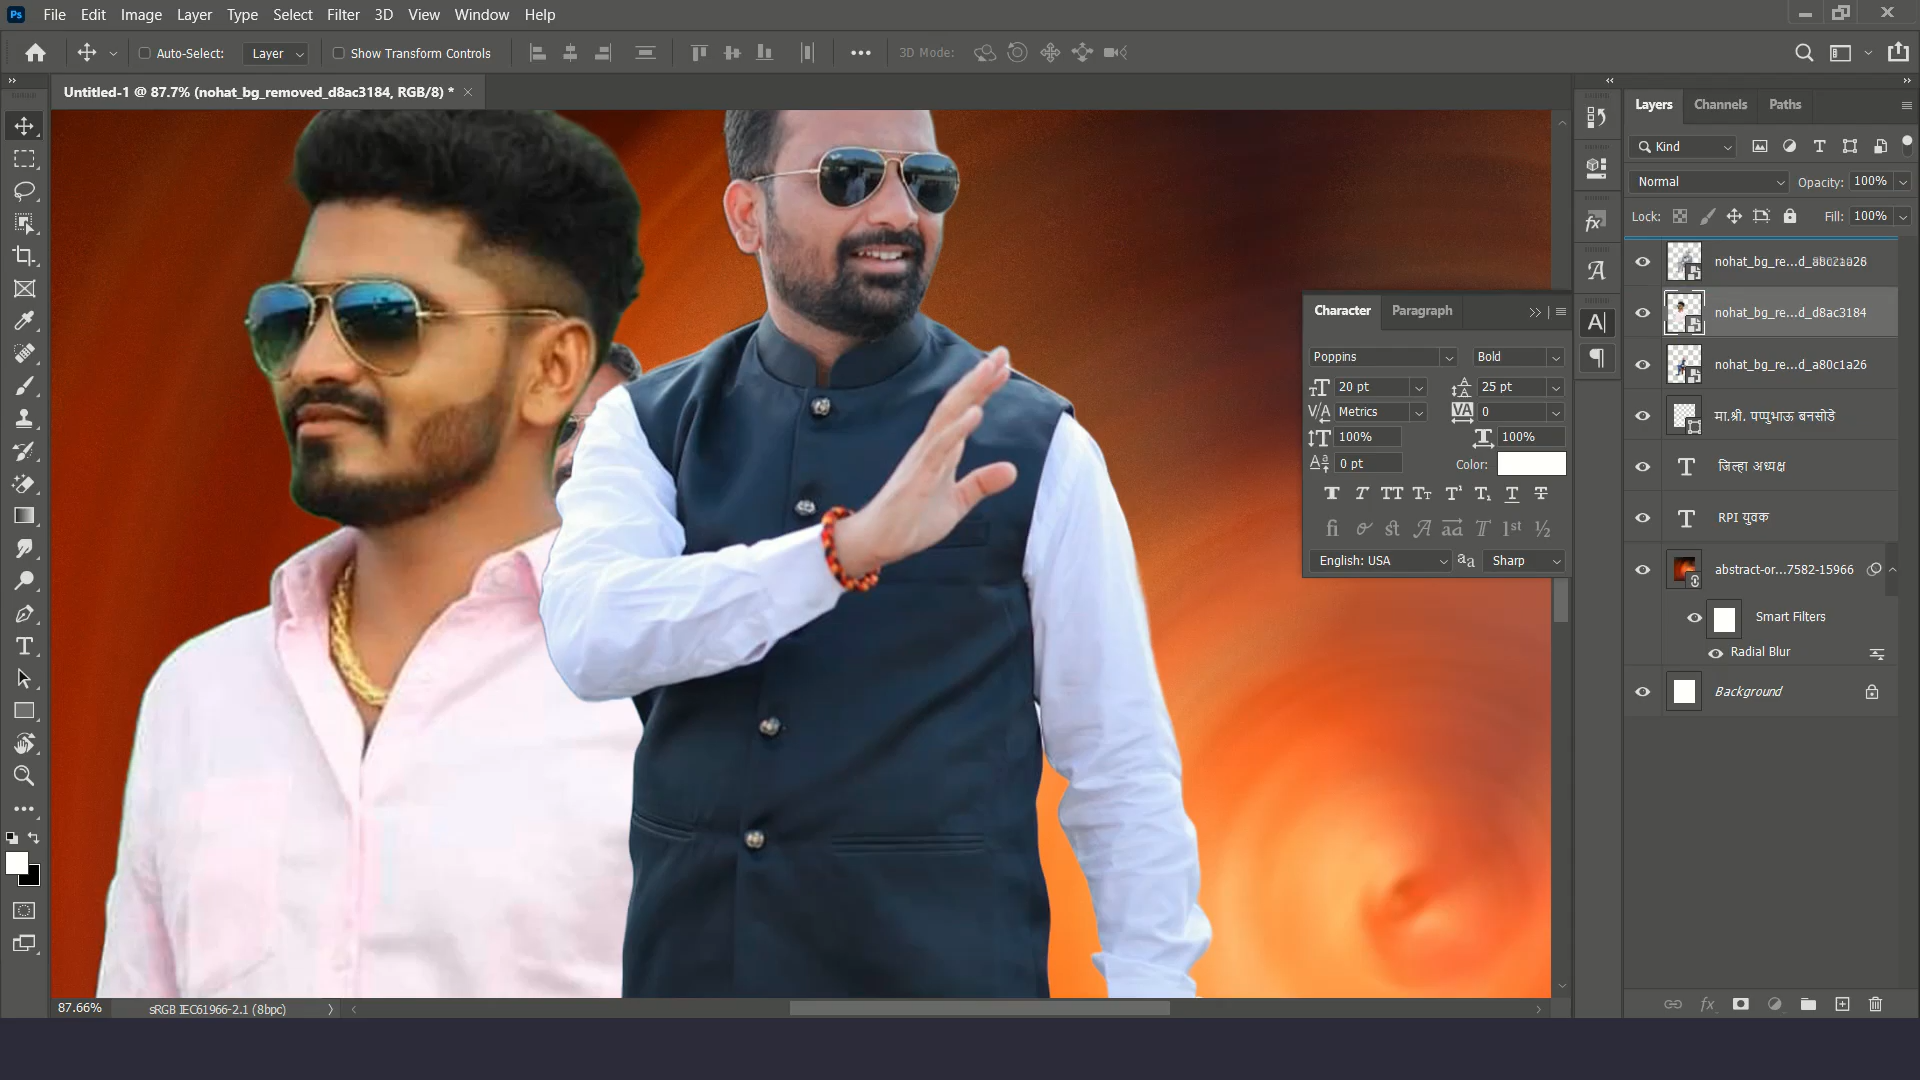 File Edit Image Layer Type Select Filter 3D View Window Help
Auto-Select: Layer Show Transform Controls 3D Mode:
Untitled-1 @ 87.7% (nohat_bg_removed_d8ac3184, RGB/8) *
Layers Channels Paths
Kind
Normal Opacity: 100%
Lock: Fill: 100%
nohat_bg_re...d_d8ac3184
nohat_bg_re...d_a80c1a26
मा.श्री. पप्पुभाऊ बनसोडे
जिल्हा अध्यक्ष
RPI युवक
abstract-or...7582-15966
Smart Filters
Radial Blur
Background
Character Paragraph
Poppins Bold
20 pt 25 pt
Metrics 0
100% 100%
0 pt Color:
English: USA Sharp
87.66% sRGB IEC61966-2.1 (8bpc)